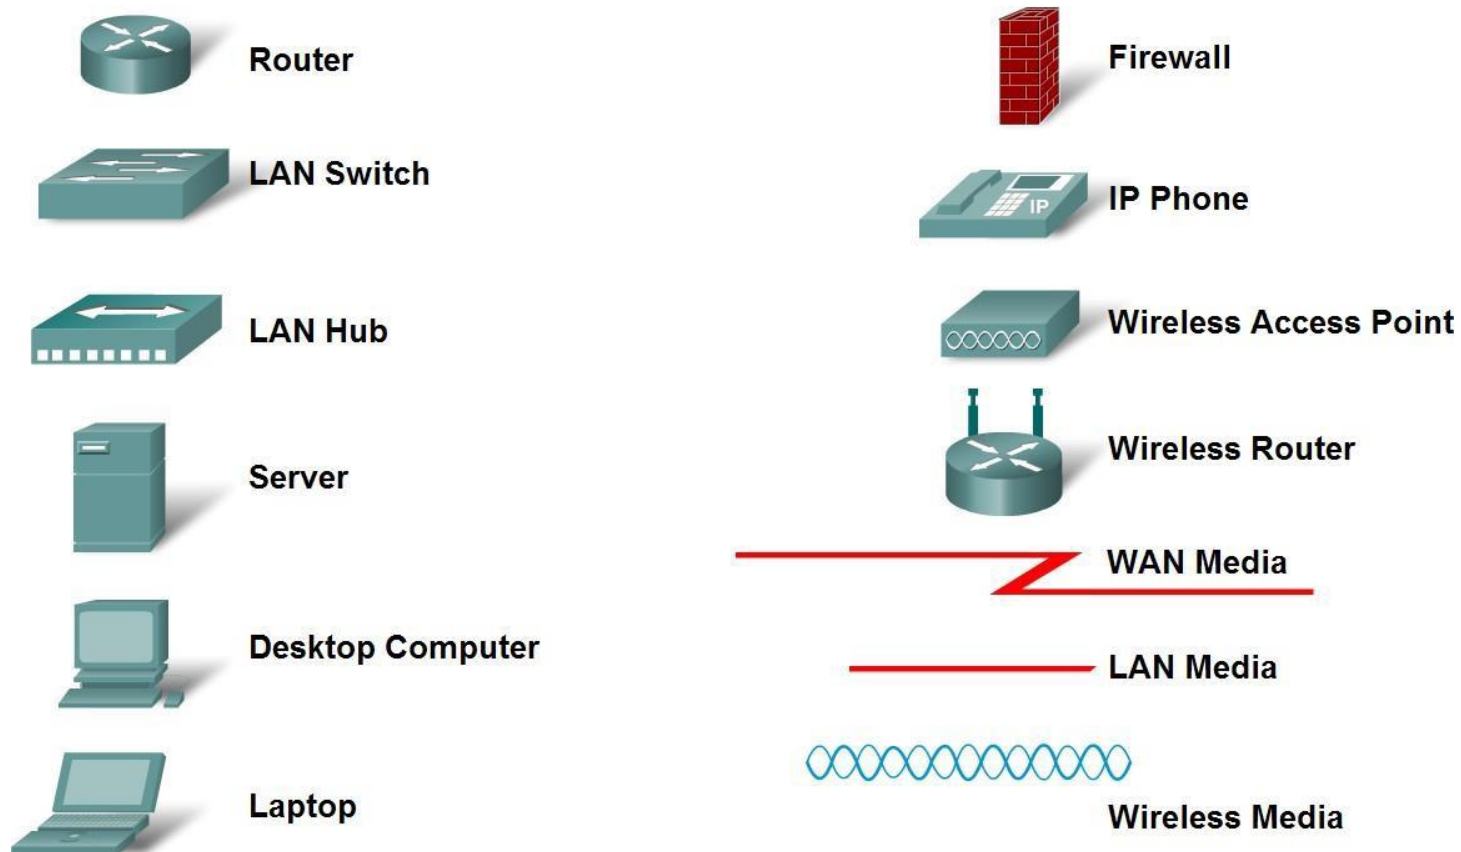 Router
LAN Switch
LAN Hub
Server
Desktop Computer
Laptop
Firewall
IP
IP Phone
Wireless Access Point
Wireless Router
WAN Media
LAN Media
Wireless Media